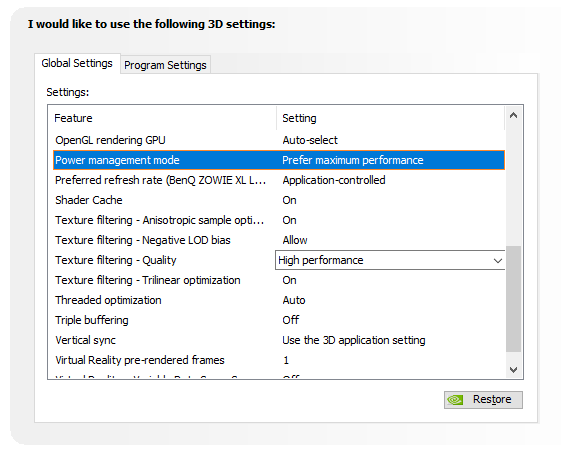 I would like to use the following 3D settings:
Global Settings Program Settings
Settings:
Feature Setting
OpenGL rendering GPU Auto-select
Power management mode Prefer maximum performance
Preferred refresh rate (BenQ ZOWIE XL L... Application-controlled
Shader Cache On
Texture filtering - Anisotropic sample opti... On
Texture filtering - Negative LOD bias Allow
Texture filtering - Quality High performance
Texture filtering - Trilinear optimization On
Threaded optimization Auto
Triple buffering Off
Vertical sync Use the 3D application setting
Virtual Reality pre-rendered frames 1
Restore